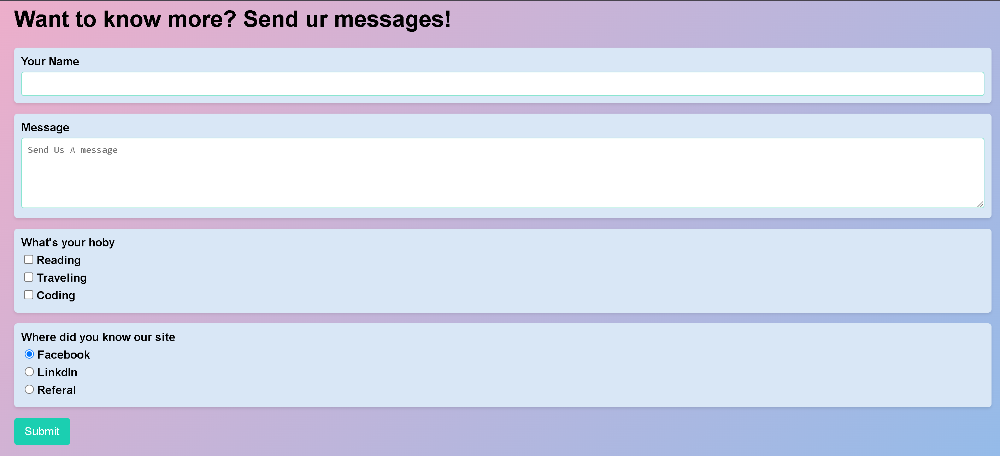 Want to know more? Send ur messages!
Your Name
Message
Send Us A message
What's your hoby
Reading
Traveling
Coding
Where did you know our site
Facebook
LinkdIn
Referal
Submit